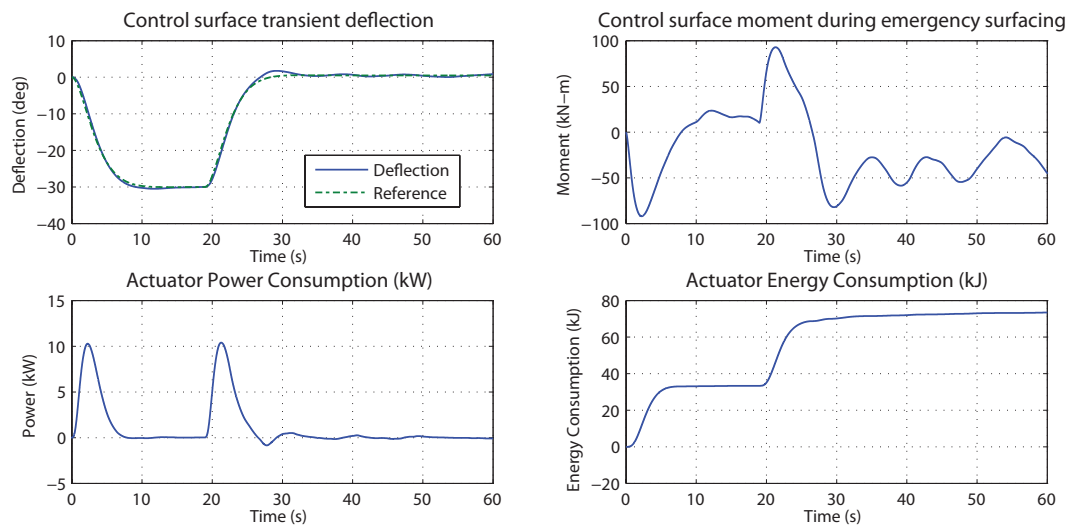 Control surface transient deflection
10
0
−10
−20
−30
−40
Deflection (deg)
Deflection
Reference
0 10 20 30 40 50 60
Time (s)
Control surface moment during emergency surfacing
100
50
0
−50
−100
Moment (kN−m)
0 10 20 30 40 50 60
Time (s)
Actuator Power Consumption (kW)
15
10
5
0
−5
Power (kW)
0 10 20 30 40 50 60
Time (s)
Actuator Energy Consumption (kJ)
80
60
40
20
0
−20
Energy Consumption (kJ)
0 10 20 30 40 50 60
Time (s)